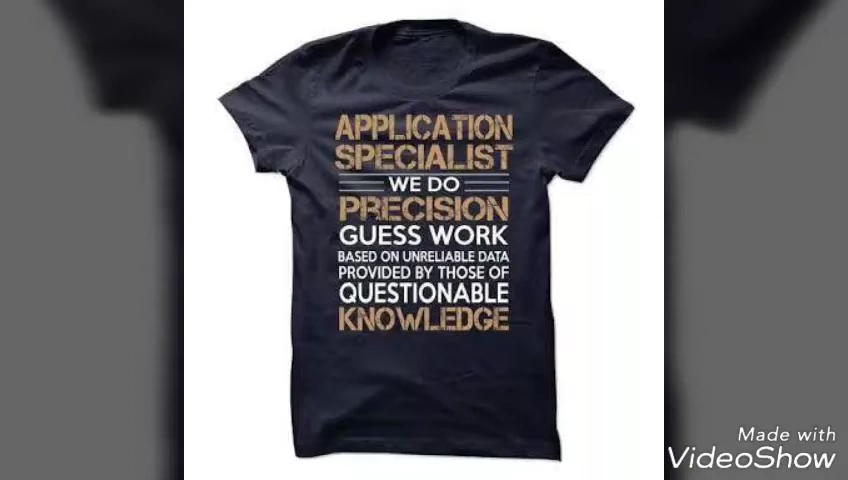 APPLICATION
SPECIALIST
WE DO
PRECISION
GUESS WORK
BASED ON UNRELIABLE DATA
PROVIDED BY THOSE OF
QUESTIONABLE
KNOWLEDGE
Made with
VideoShow